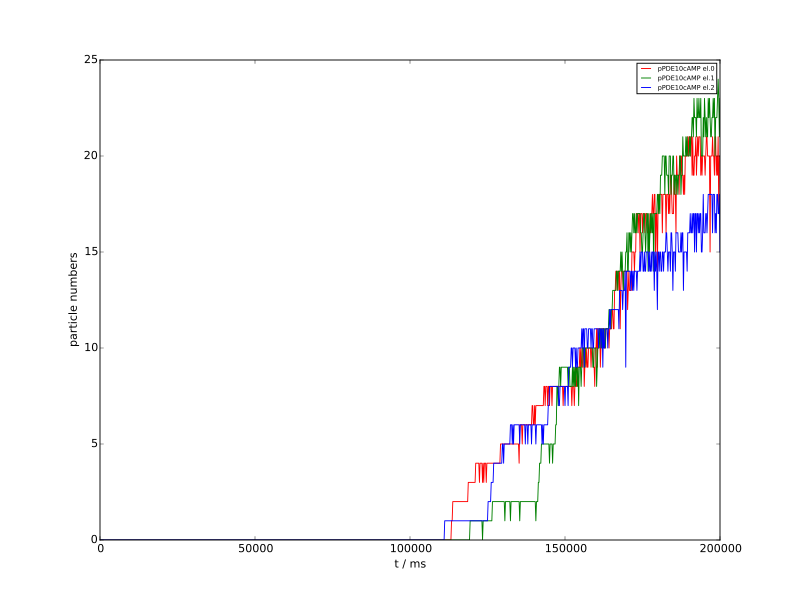 25
pPDE10cAMP el.0
pPDE10cAMP el.1
pPDE10cAMP el.2
20
15
particle numbers
10
5
0
0 50000 100000 150000 200000
t / ms